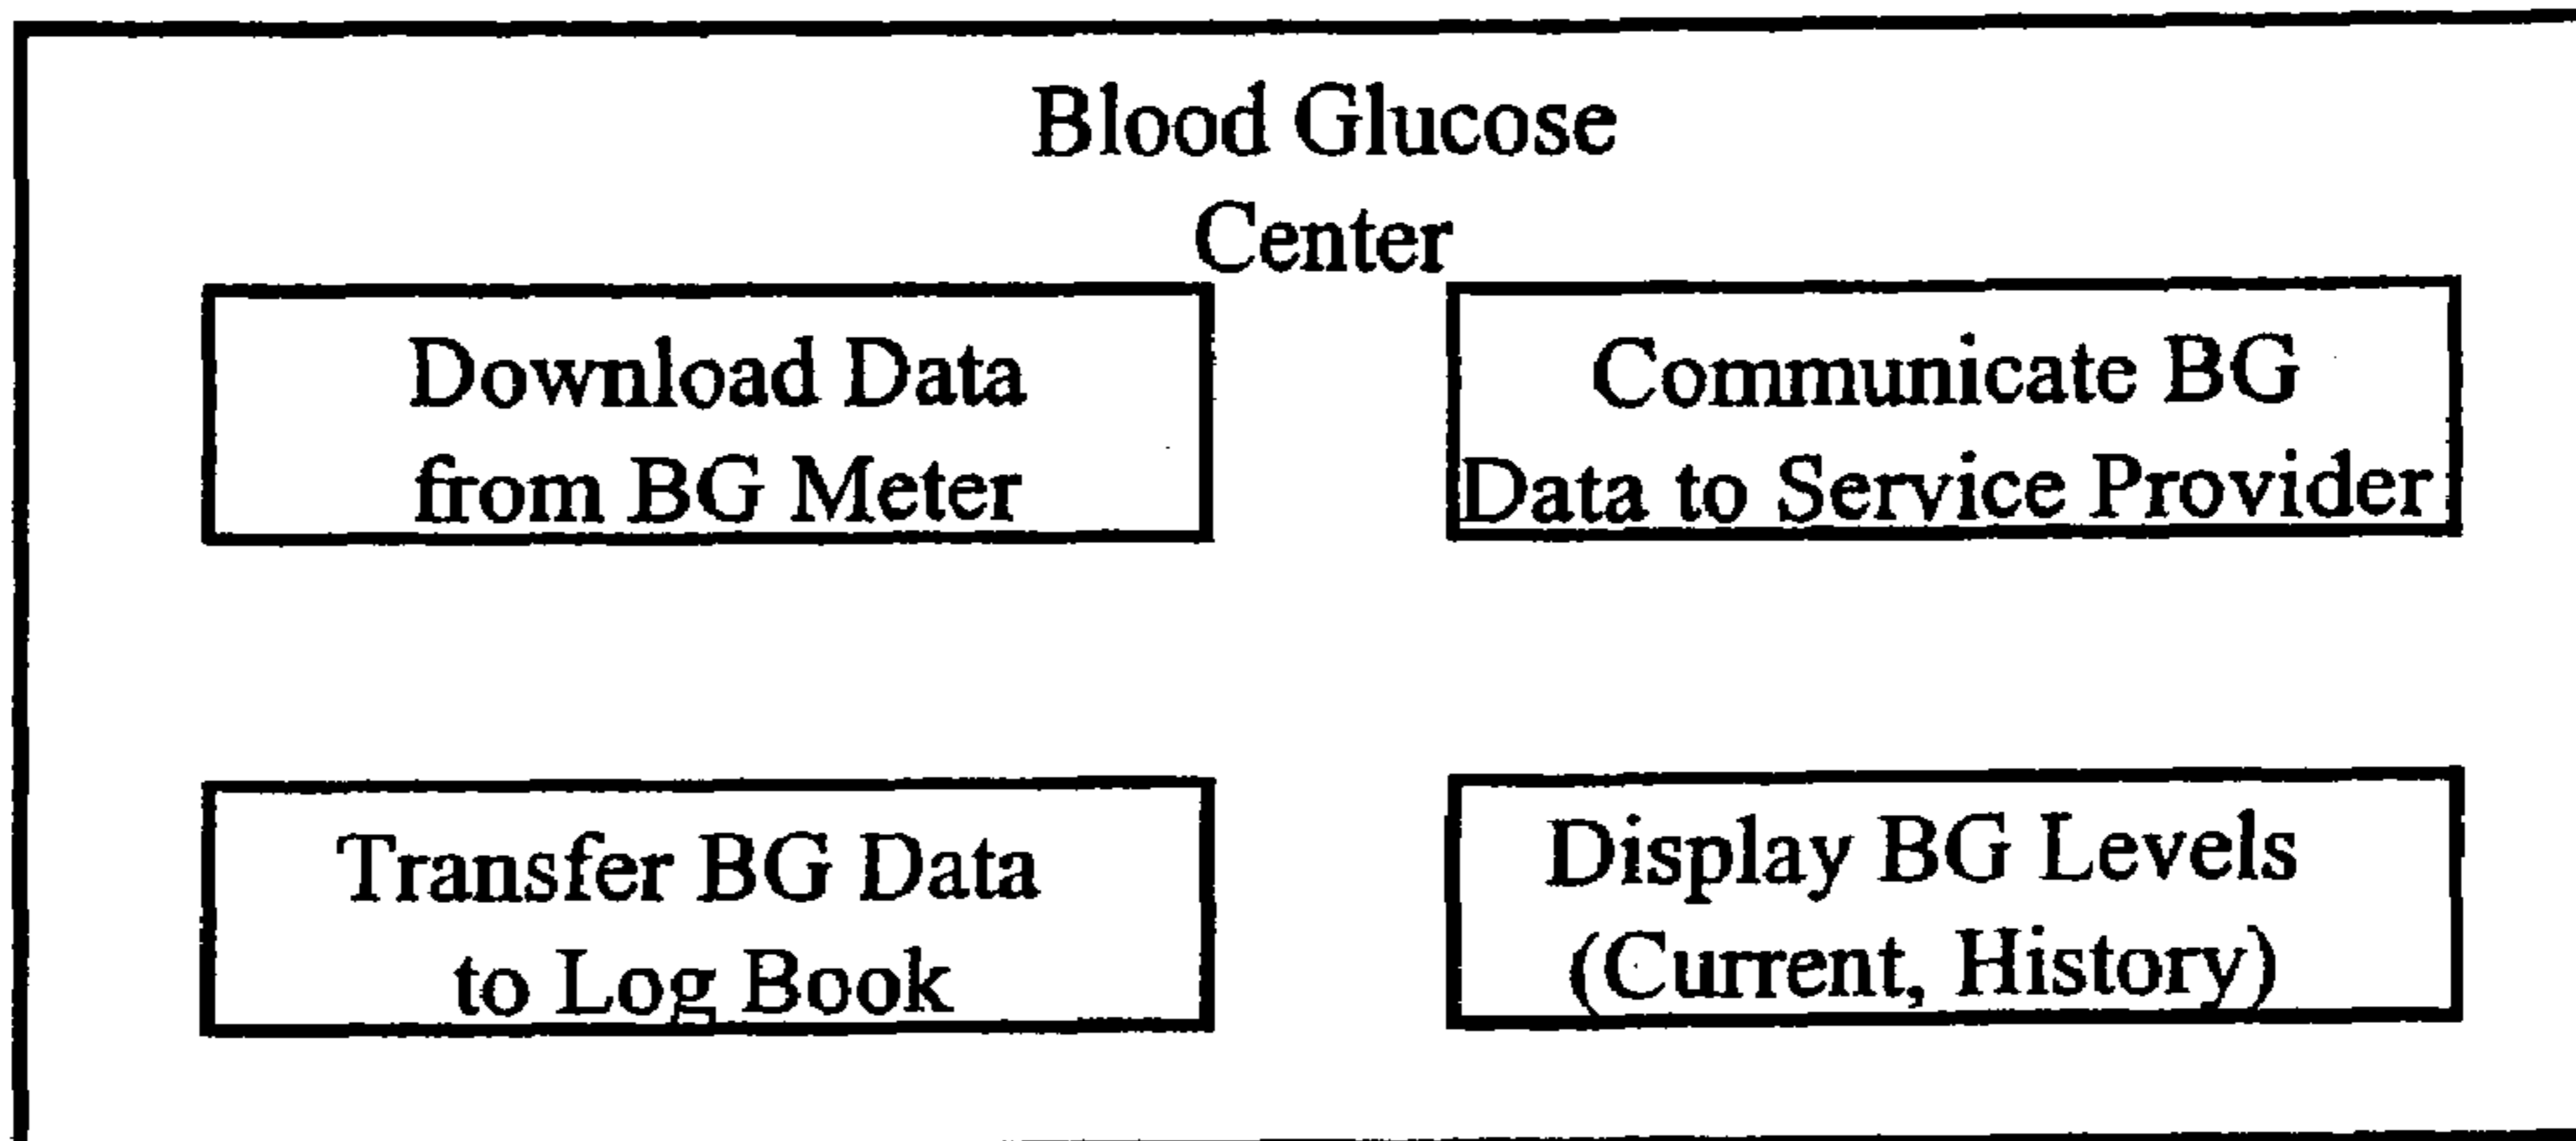 Blood Glucose
Center
Download Data
from BG Meter
Communicate BG
Data to Service Provider
Transfer BG Data
to Log Book
Display BG Levels
(Current, History)